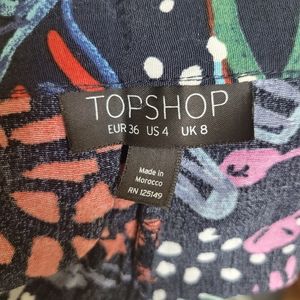 TOPSHOP
EUR 36 US 4 UK 8
Made in
Morocco
RN 125149